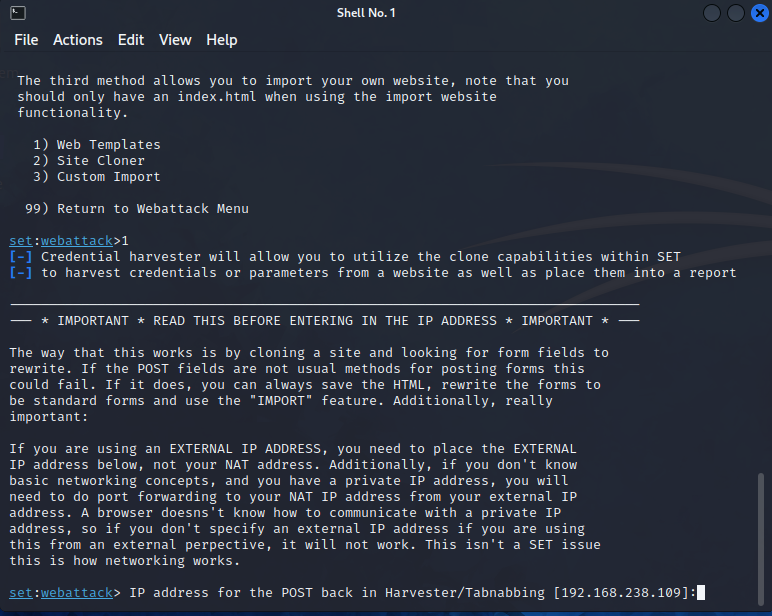 Shell No. 1
File Actions Edit View Help
The third method allows you to import your own website, note that you
should only have an index.html when using the import website
functionality.
1) Web Templates
2) Site Cloner
3) Custom Import
99) Return to Webattack Menu
set:webattack>1
[-] Credential harvester will allow you to utilize the clone capabilities within SET
[-] to harvest credentials or parameters from a website as well as place them into a report
--- * IMPORTANT * READ THIS BEFORE ENTERING IN THE IP ADDRESS * IMPORTANT * ---
The way that this works is by cloning a site and looking for form fields to
rewrite. If the POST fields are not usual methods for posting forms this
could fail. If it does, you can always save the HTML, rewrite the forms to
be standard forms and use the "IMPORT" feature. Additionally, really
important:
If you are using an EXTERNAL IP ADDRESS, you need to place the EXTERNAL
IP address below, not your NAT address. Additionally, if you don't know
basic networking concepts, and you have a private IP address, you will
need to do port forwarding to your NAT IP address from your external IP
address. A browser doesns't know how to communicate with a private IP
address, so if you don't specify an external IP address if you are using
this from an external perpective, it will not work. This isn't a SET issue
this is how networking works.
set:webattack> IP address for the POST back in Harvester/Tabnabbing [192.168.238.109]: